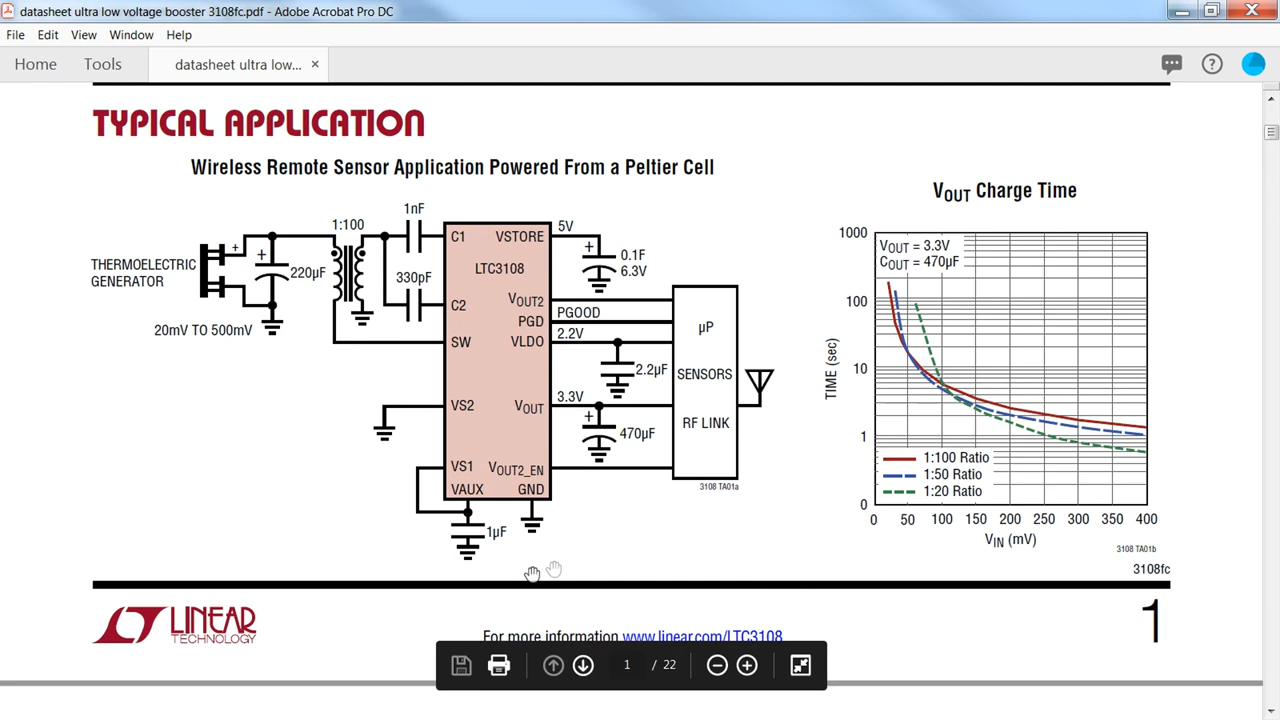 datasheet ultra low voltage booster 3108fc.pdf - Adobe Acrobat Pro DC
File Edit View Window Help
Home Tools datasheet ultra low... ×
TYPICAL APPLICATION
Wireless Remote Sensor Application Powered From a Peltier Cell
THERMOELECTRIC
GENERATOR
20mV TO 500mV
+
+
220µF
1:100
1nF
330pF
C1
C2
SW
VS2
VS1
VAUX
LTC3108
VSTORE
VOUT2
PGD
VLDO
VOUT
VOUT2_EN
GND
1µF
5V
+
0.1F
6.3V
PGOOD
2.2V
2.2µF
3.3V
+
470µF
µP
SENSORS
RF LINK
3108 TA01a
VOUT Charge Time
VOUT = 3.3V
COUT = 470µF
TIME (sec)
1000
100
10
1
0
1:100 Ratio
1:50 Ratio
1:20 Ratio
0 50 100 150 200 250 300 350 400
VIN (mV)
3108 TA01b
3108fc
LINEAR
TECHNOLOGY
For more information www.linear.com/LTC3108
1
1 / 22